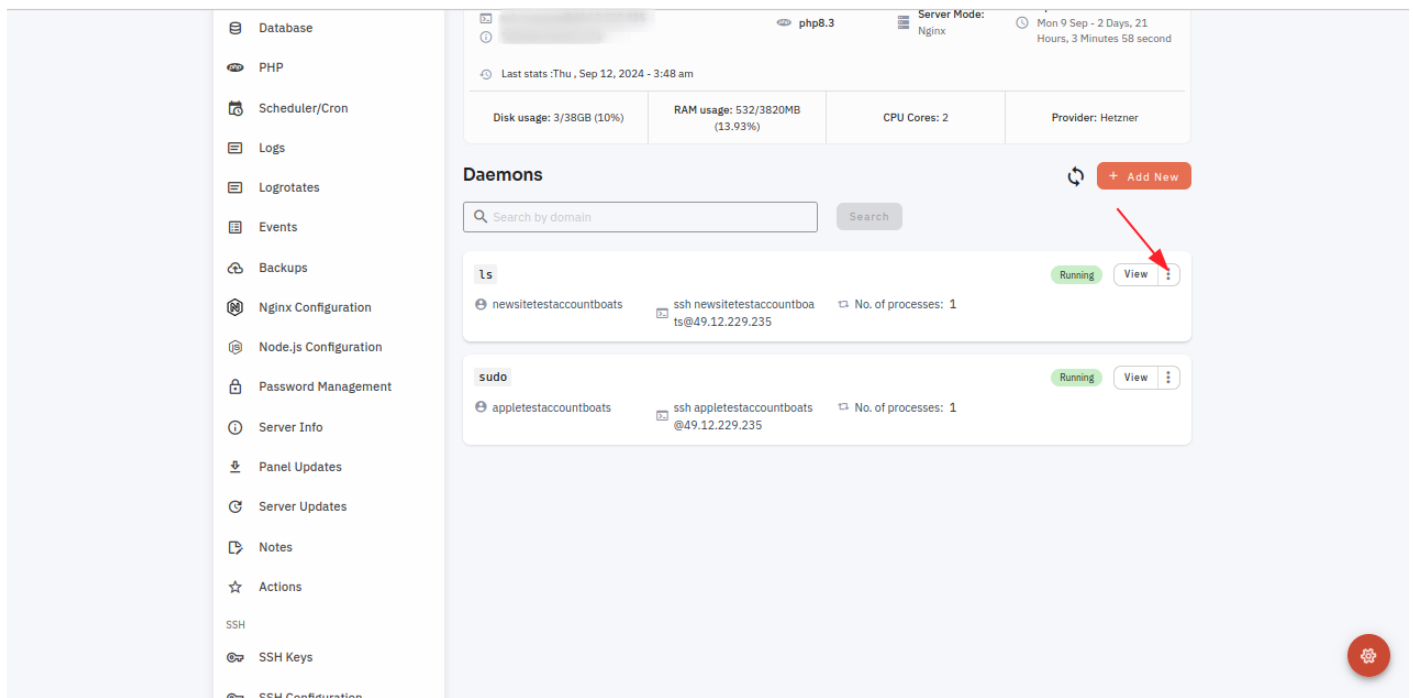 Database
PHP
Scheduler/Cron
Logs
Logrotates
Events
Backups
Nginx Configuration
Node.js Configuration
Password Management
Server Info
Panel Updates
Server Updates
Notes
Actions
SSH
SSH Keys
SSH Configuration
php8.3
Server Mode:
Nginx
Mon 9 Sep - 2 Days, 21
Hours, 3 Minutes 58 second
Last stats :Thu , Sep 12, 2024 - 3:48 am
Disk usage: 3/38GB (10%)
RAM usage: 532/3820MB
(13.93%)
CPU Cores: 2
Provider: Hetzner
Daemons
+ Add New
Search by domain
Search
ls
Running
View
newsitetestaccountboats
ssh newsitetestaccountboa
ts@49.12.229.235
No. of processes: 1
sudo
Running
View
appletestaccountboats
ssh appletestaccountboats
@49.12.229.235
No. of processes: 1